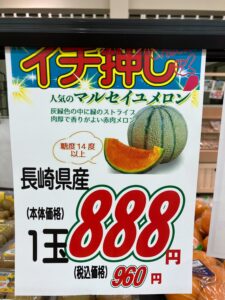 イチ押し
人気のマルセイユメロン
灰緑色の中に緑のストライプ
肉厚で香りがよい赤肉メロン
糖度14度
以上
長崎県産
(本体価格)
1玉888円
(税込価格)960円